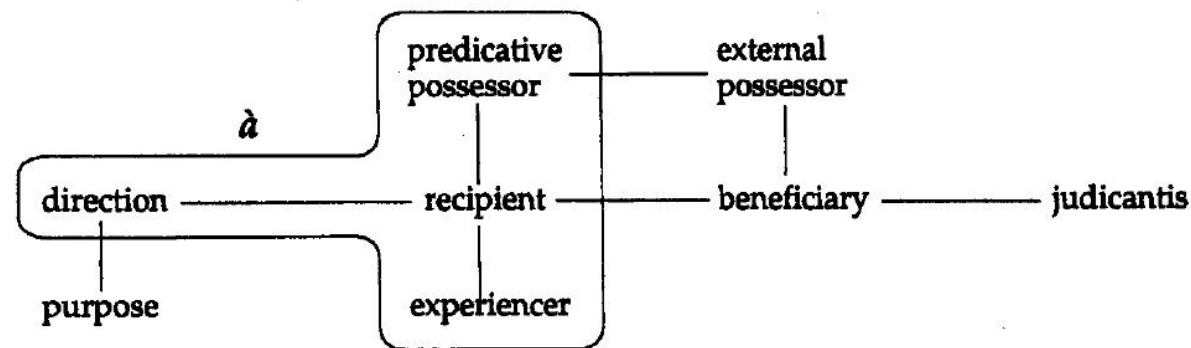 predicative external
possessor possessor
à
direction recipient beneficiary judicantis
purpose experiencer